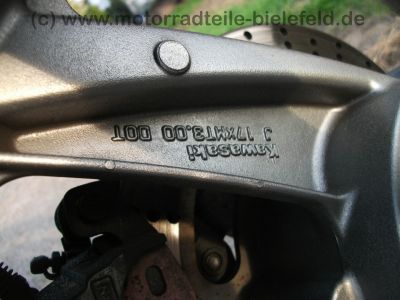 (c) www.motorradteile-bielefeld.de
Kawasaki
J 17xMT3.00 DOT